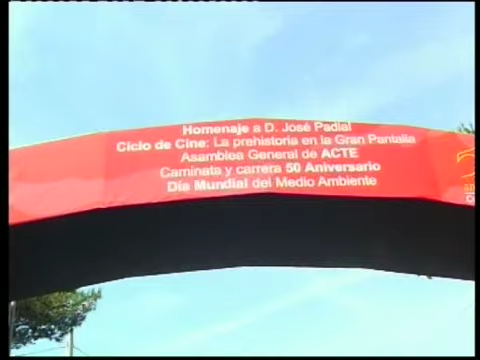 Homenaje a D. José Padial
Ciclo de Cine: La prehistoria en la Gran Pantalla
Asamblea General de ACTE
Caminata y carrera 50 Aniversario
Día Mundial del Medio Ambiente